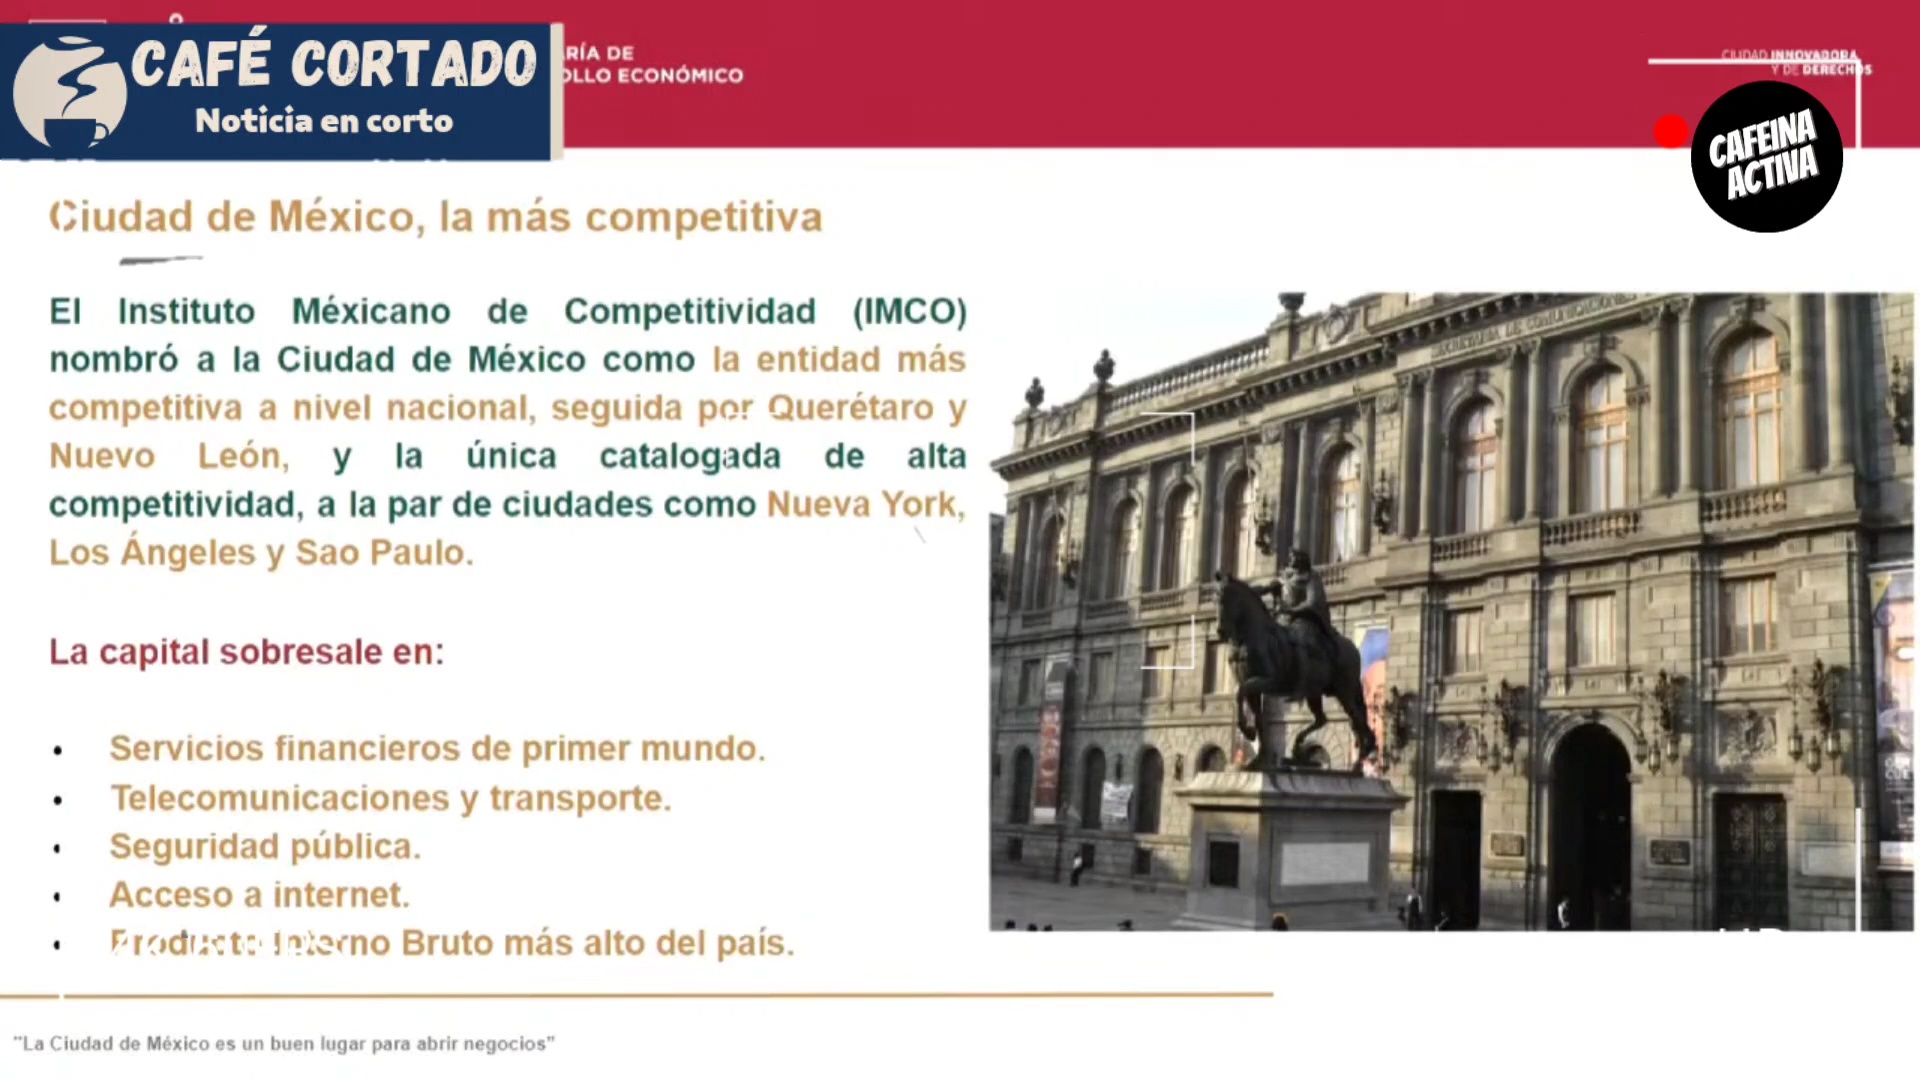 CAFÉ CORTADO
Noticia en corto
RÍA DE
OLLO ECONÓMICO
CIUDAD INNOVADORA
Y DE DERECHOS
CAFEINA
ACTIVA
Ciudad de México, la más competitiva
El Instituto Méxicano de Competitividad (IMCO)
nombró a la Ciudad de México como la entidad más
competitiva a nivel nacional, seguida por Querétaro y
Nuevo León, y la única catalogada de alta
competitividad, a la par de ciudades como Nueva York,
Los Ángeles y Sao Paulo.
La capital sobresale en:
• Servicios financieros de primer mundo.
• Telecomunicaciones y transporte.
• Seguridad pública.
• Acceso a internet.
• Producto Interno Bruto más alto del país.
"La Ciudad de México es un buen lugar para abrir negocios"